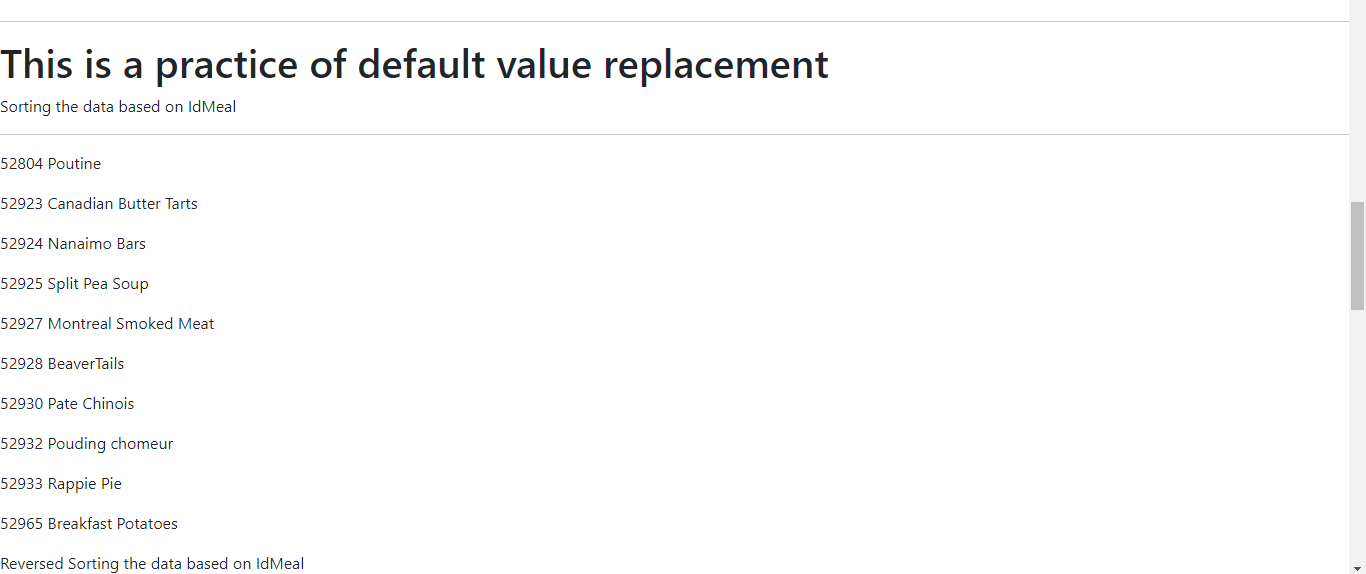 This is a practice of default value replacement
Sorting the data based on IdMeal
52804 Poutine
52923 Canadian Butter Tarts
52924 Nanaimo Bars
52925 Split Pea Soup
52927 Montreal Smoked Meat
52928 BeaverTails
52930 Pate Chinois
52932 Pouding chomeur
52933 Rappie Pie
52965 Breakfast Potatoes
Reversed Sorting the data based on IdMeal